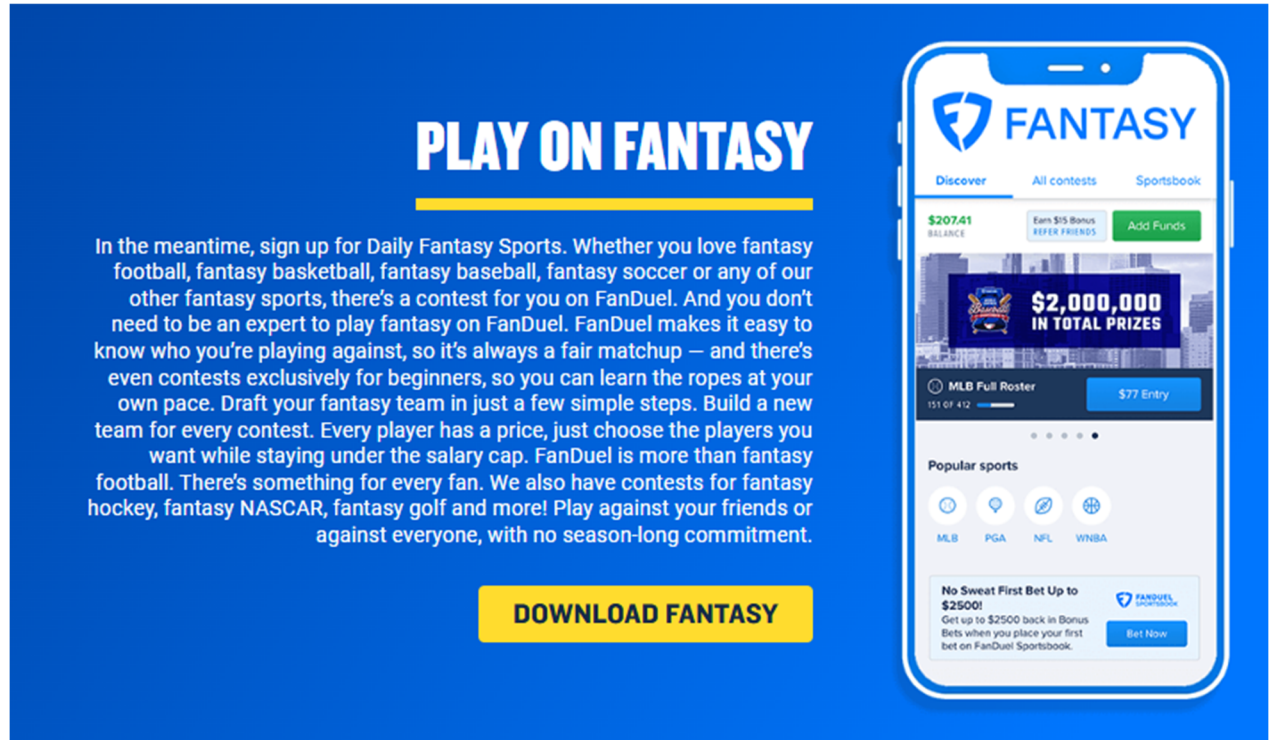 PLAY ON FANTASY
In the meantime, sign up for Daily Fantasy Sports. Whether you love fantasy
football, fantasy basketball, fantasy baseball, fantasy soccer or any of our
other fantasy sports, there's a contest for you on FanDuel. And you don't
need to be an expert to play fantasy on FanDuel. FanDuel makes it easy to
know who you're playing against, so it's always a fair matchup — and there's
even contests exclusively for beginners, so you can learn the ropes at your
own pace. Draft your fantasy team in just a few simple steps. Build a new
team for every contest. Every player has a price, just choose the players you
want while staying under the salary cap. FanDuel is more than fantasy
football. There's something for every fan. We also have contests for fantasy
hockey, fantasy NASCAR, fantasy golf and more! Play against your friends or
against everyone, with no season-long commitment.
DOWNLOAD FANTASY
FANTASY
Discover All contests Sportsbook
$207.41
BALANCE
Earn $15 Bonus
REFER FRIENDS
Add Funds
Baseball
$2,000,000
IN TOTAL PRIZES
MLB Full Roster
151 OF 412
$77 Entry
Popular sports
MLB PGA NFL WNBA
No Sweat First Bet Up to
$2500!
Get up to $2500 back in Bonus
Bets when you place your first
bet on FanDuel Sportsbook.
FANDUEL
SPORTSBOOK
Bet Now